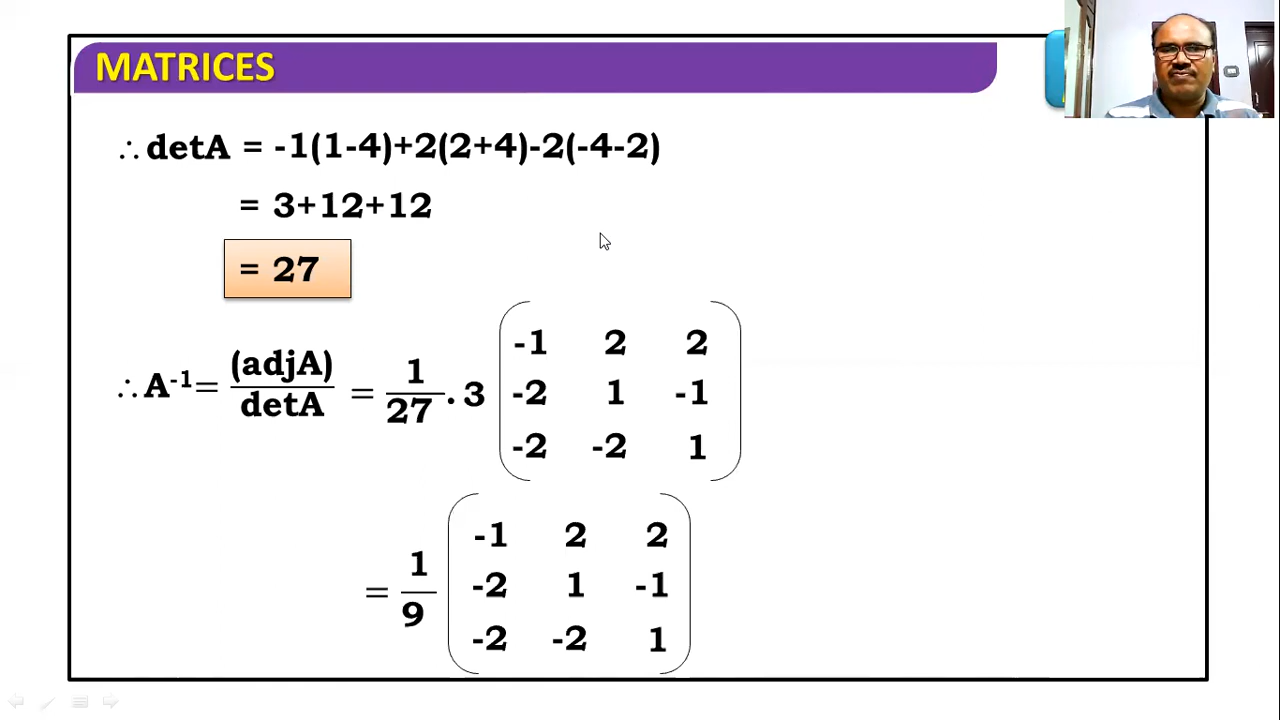 MATRICES
∴ detA = -1(1-4)+2(2+4)-2(-4-2)
= 3+12+12
= 27
∴ A⁻¹ = (adjA)/detA = 1/27 . 3
-1 2 2
-2 1 -1
-2 -2 1
= 1/9
-1 2 2
-2 1 -1
-2 -2 1